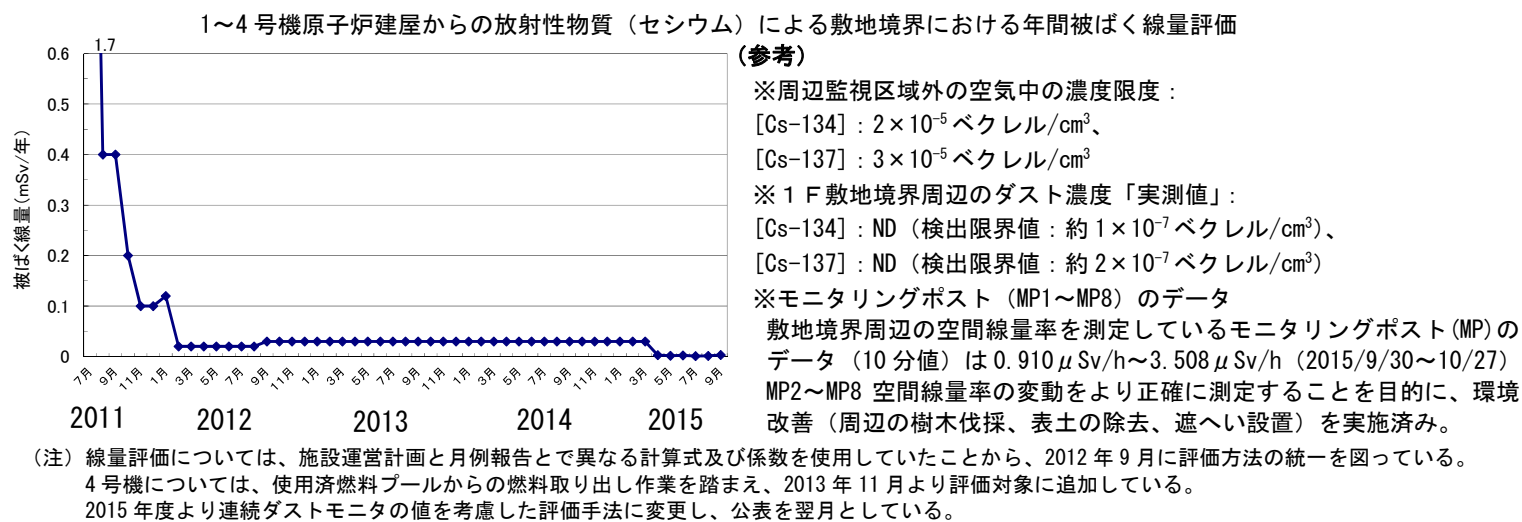 1～4 号機原子炉建屋からの放射性物質（セシウム）による敷地境界における年間被ばく線量評価
1.7
0.6
0.5
0.4
0.3
0.2
0.1
0
被ばく線量(mSv/年)
7月 9月 11月 1月 3月 5月 7月 9月 11月 1月 3月 5月 7月 9月 11月 1月 3月 5月 7月 9月 11月 1月 3月 5月 7月 9月
2011 2012 2013 2014 2015
(参考)
※周辺監視区域外の空気中の濃度限度：
[Cs-134]：2×10⁻⁵ベクレル/cm³、
[Cs-137]：3×10⁻⁵ベクレル/cm³
※１Ｆ敷地境界周辺のダスト濃度「実測値」：
[Cs-134]：ND（検出限界値：約 1×10⁻⁷ベクレル/cm³）、
[Cs-137]：ND（検出限界値：約 2×10⁻⁷ベクレル/cm³）
※モニタリングポスト（MP1～MP8）のデータ
敷地境界周辺の空間線量率を測定しているモニタリングポスト(MP)の
データ（10 分値）は 0.910μSv/h～3.508μSv/h（2015/9/30～10/27）
MP2～MP8 空間線量率の変動をより正確に測定することを目的に、環境
改善（周辺の樹木伐採、表土の除去、遮へい設置）を実施済み。
（注）線量評価については、施設運営計画と月例報告とで異なる計算式及び係数を使用していたことから、2012 年 9 月に評価方法の統一を図っている。
4 号機については、使用済燃料プールからの燃料取り出し作業を踏まえ、2013 年 11 月より評価対象に追加している。
2015 年度より連続ダストモニタの値を考慮した評価手法に変更し、公表を翌月としている。